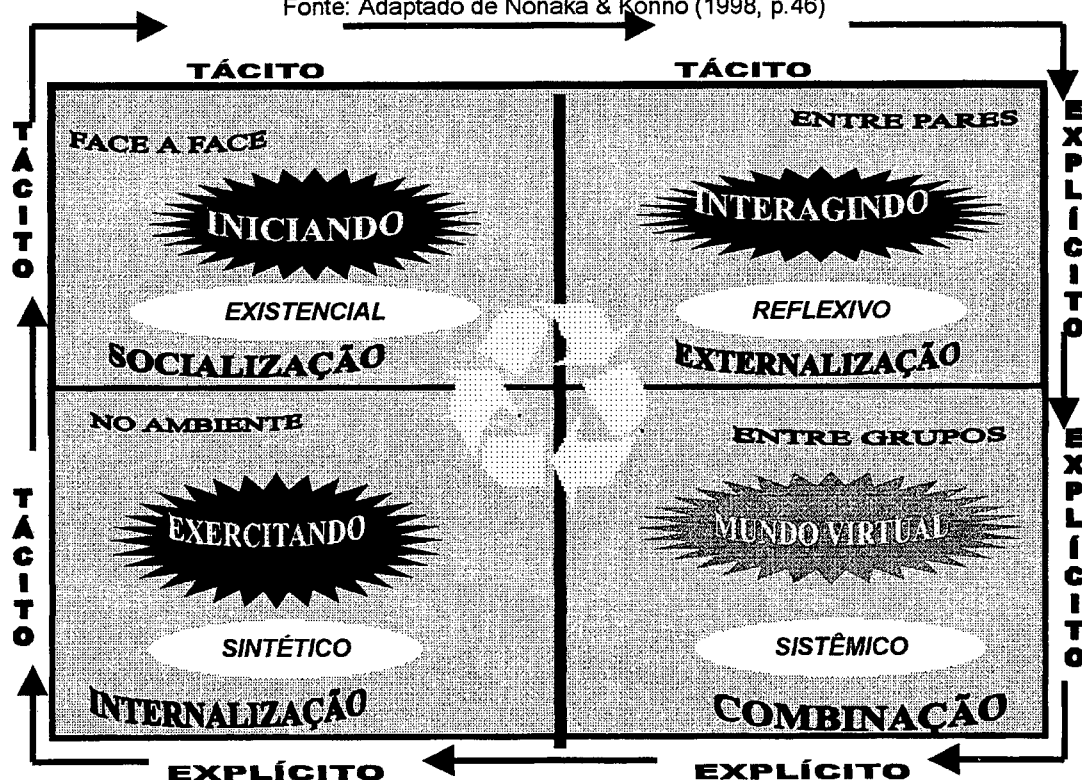 Fonte: Adaptado de Nonaka & Konno (1998, p.46)
TÁCITO
TÁCITO
TÁCITO
EXPLÍCITO
FACE A FACE
INICIANDO
EXISTENCIAL
SOCIALIZAÇÃO
ENTRE PARES
INTERAGINDO
REFLEXIVO
EXTERNALIZAÇÃO
TÁCITO
NO AMBIENTE
EXERCITANDO
SINTÉTICO
INTERNALIZAÇÃO
ENTRE GRUPOS
MUNDO VIRTUAL
SISTÊMICO
COMBINAÇÃO
EXPLÍCITO
EXPLÍCITO
EXPLÍCITO